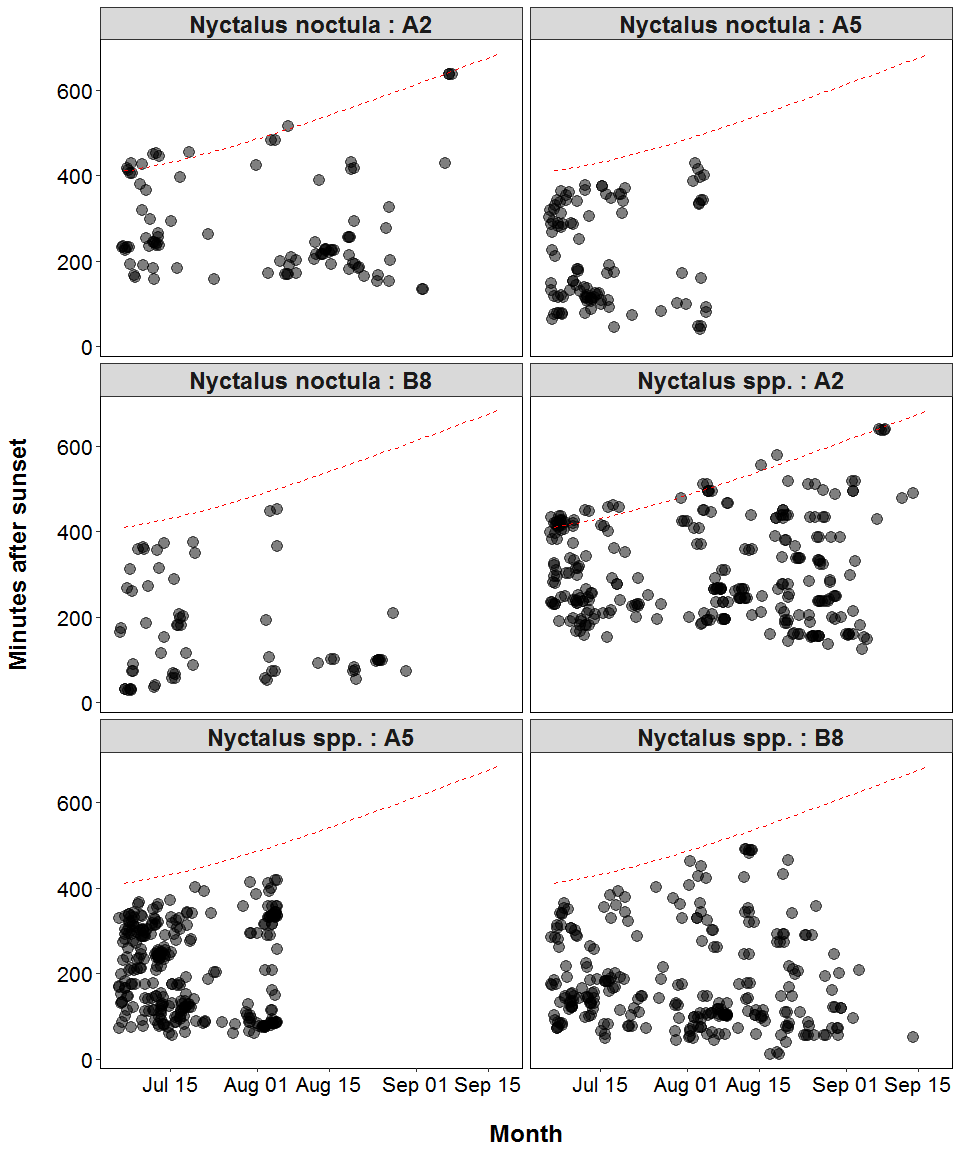 Nyctalus noctula : A2
Nyctalus noctula : A5
600
400
200
0
Nyctalus noctula : B8
Nyctalus spp. : A2
600
400
200
0
Minutes after sunset
Nyctalus spp. : A5
Nyctalus spp. : B8
600
400
200
0
Jul 15 Aug 01 Aug 15 Sep 01 Sep 15
Jul 15 Aug 01 Aug 15 Sep 01 Sep 15
Month